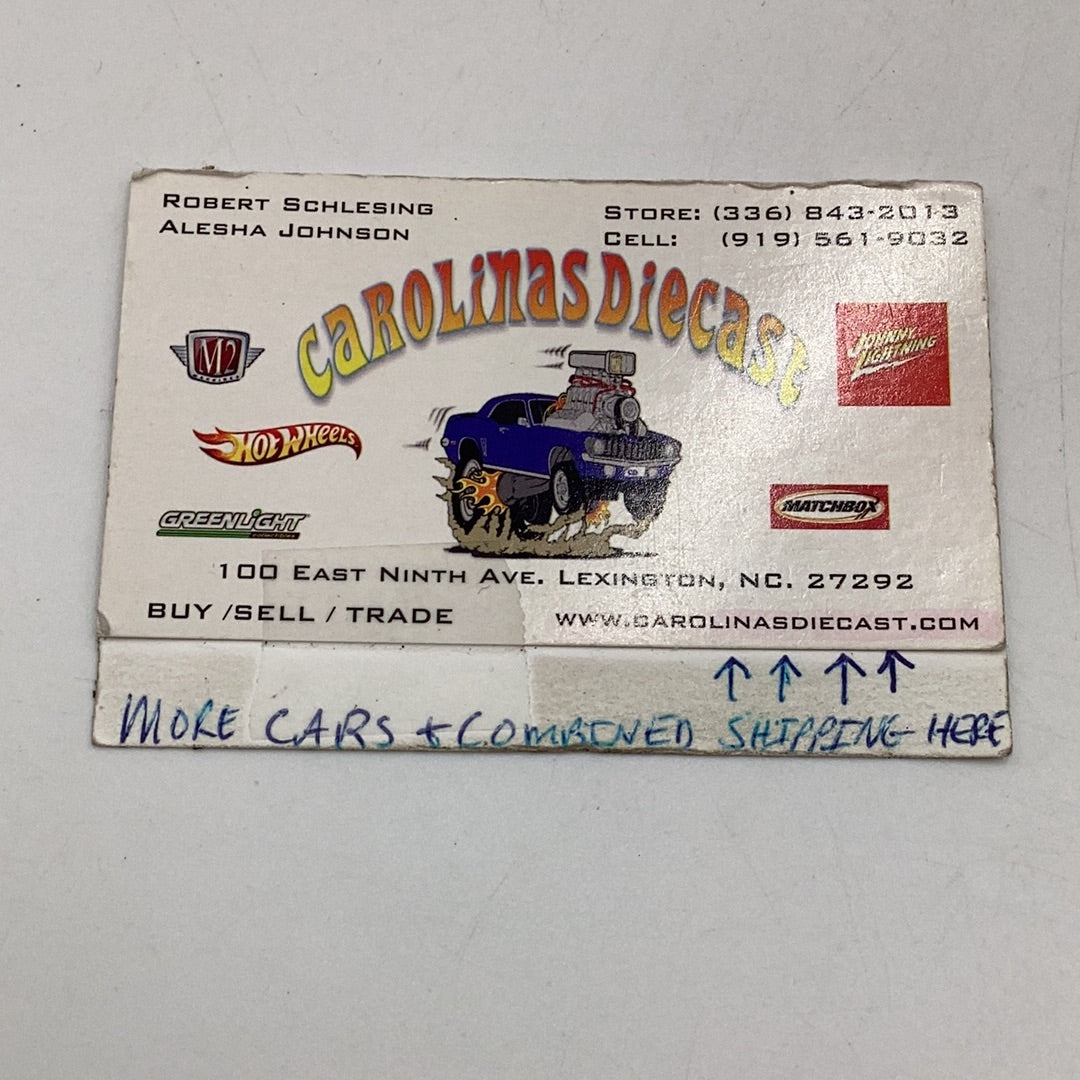 ROBERT SCHLESING
ALESHA JOHNSON
STORE: (336) 843-2013
CELL: (919) 561-9032
CAROLINAS DIECAST
M2
JOHNNY LIGHTNING
HOT WHEELS
MATCHBOX
GREENLIGHT
collectibles
100 EAST NINTH AVE. LEXINGTON, NC. 27292
BUY /SELL / TRADE
WWW.CAROLINASDIECAST.COM
MORE CARS + COMBINED SHIPPING HERE